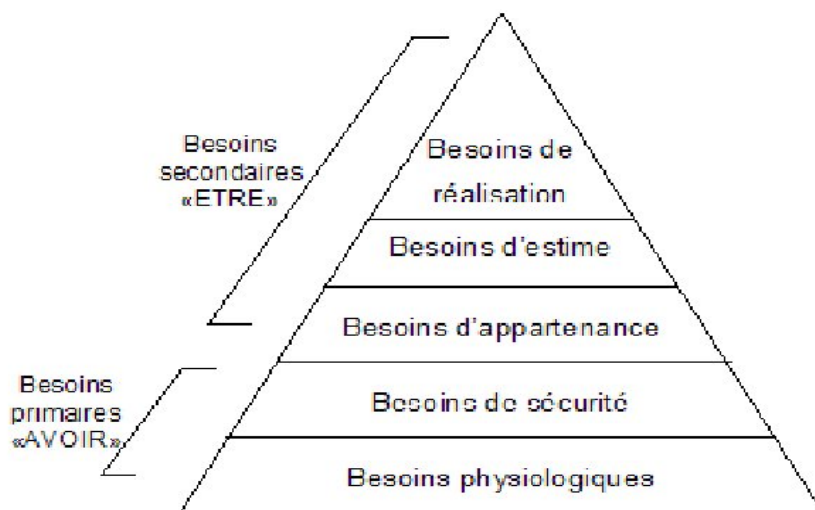 Besoins
secondaires
«ETRE»
Besoins de
réalisation
Besoins d'estime
Besoins d'appartenance
Besoins
primaires
«AVOIR»
Besoins de sécurité
Besoins physiologiques